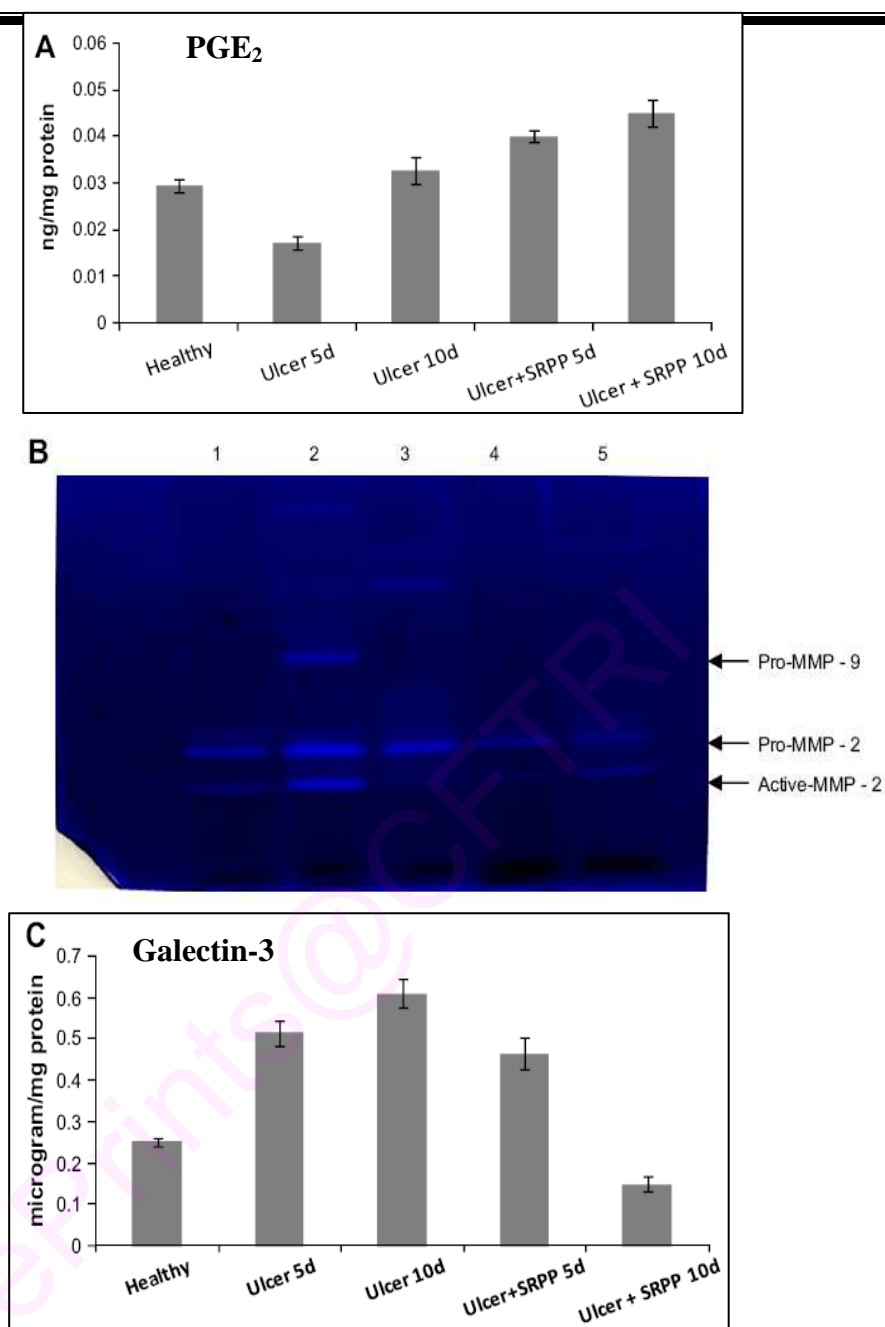 A PGE₂
0.06
0.05
0.04
0.03
0.02
0.01
0
ng/mg protein
Healthy Ulcer 5d Ulcer 10d Ulcer+SRPP 5d Ulcer + SRPP 10d
B 1 2 3 4 5
Pro-MMP - 9
Pro-MMP - 2
Active-MMP - 2
C Galectin-3
0.7
0.6
0.5
0.4
0.3
0.2
0.1
0
microgram/mg protein
Healthy Ulcer 5d Ulcer 10d Ulcer+SRPP 5d Ulcer + SRPP 10d
ePrints@CFTRI